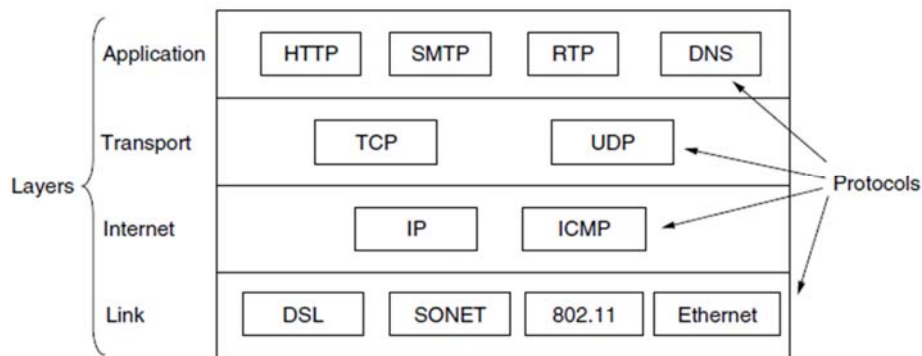 Application HTTP SMTP RTP DNS
Transport TCP UDP
Layers Protocols
Internet IP ICMP
Link DSL SONET 802.11 Ethernet